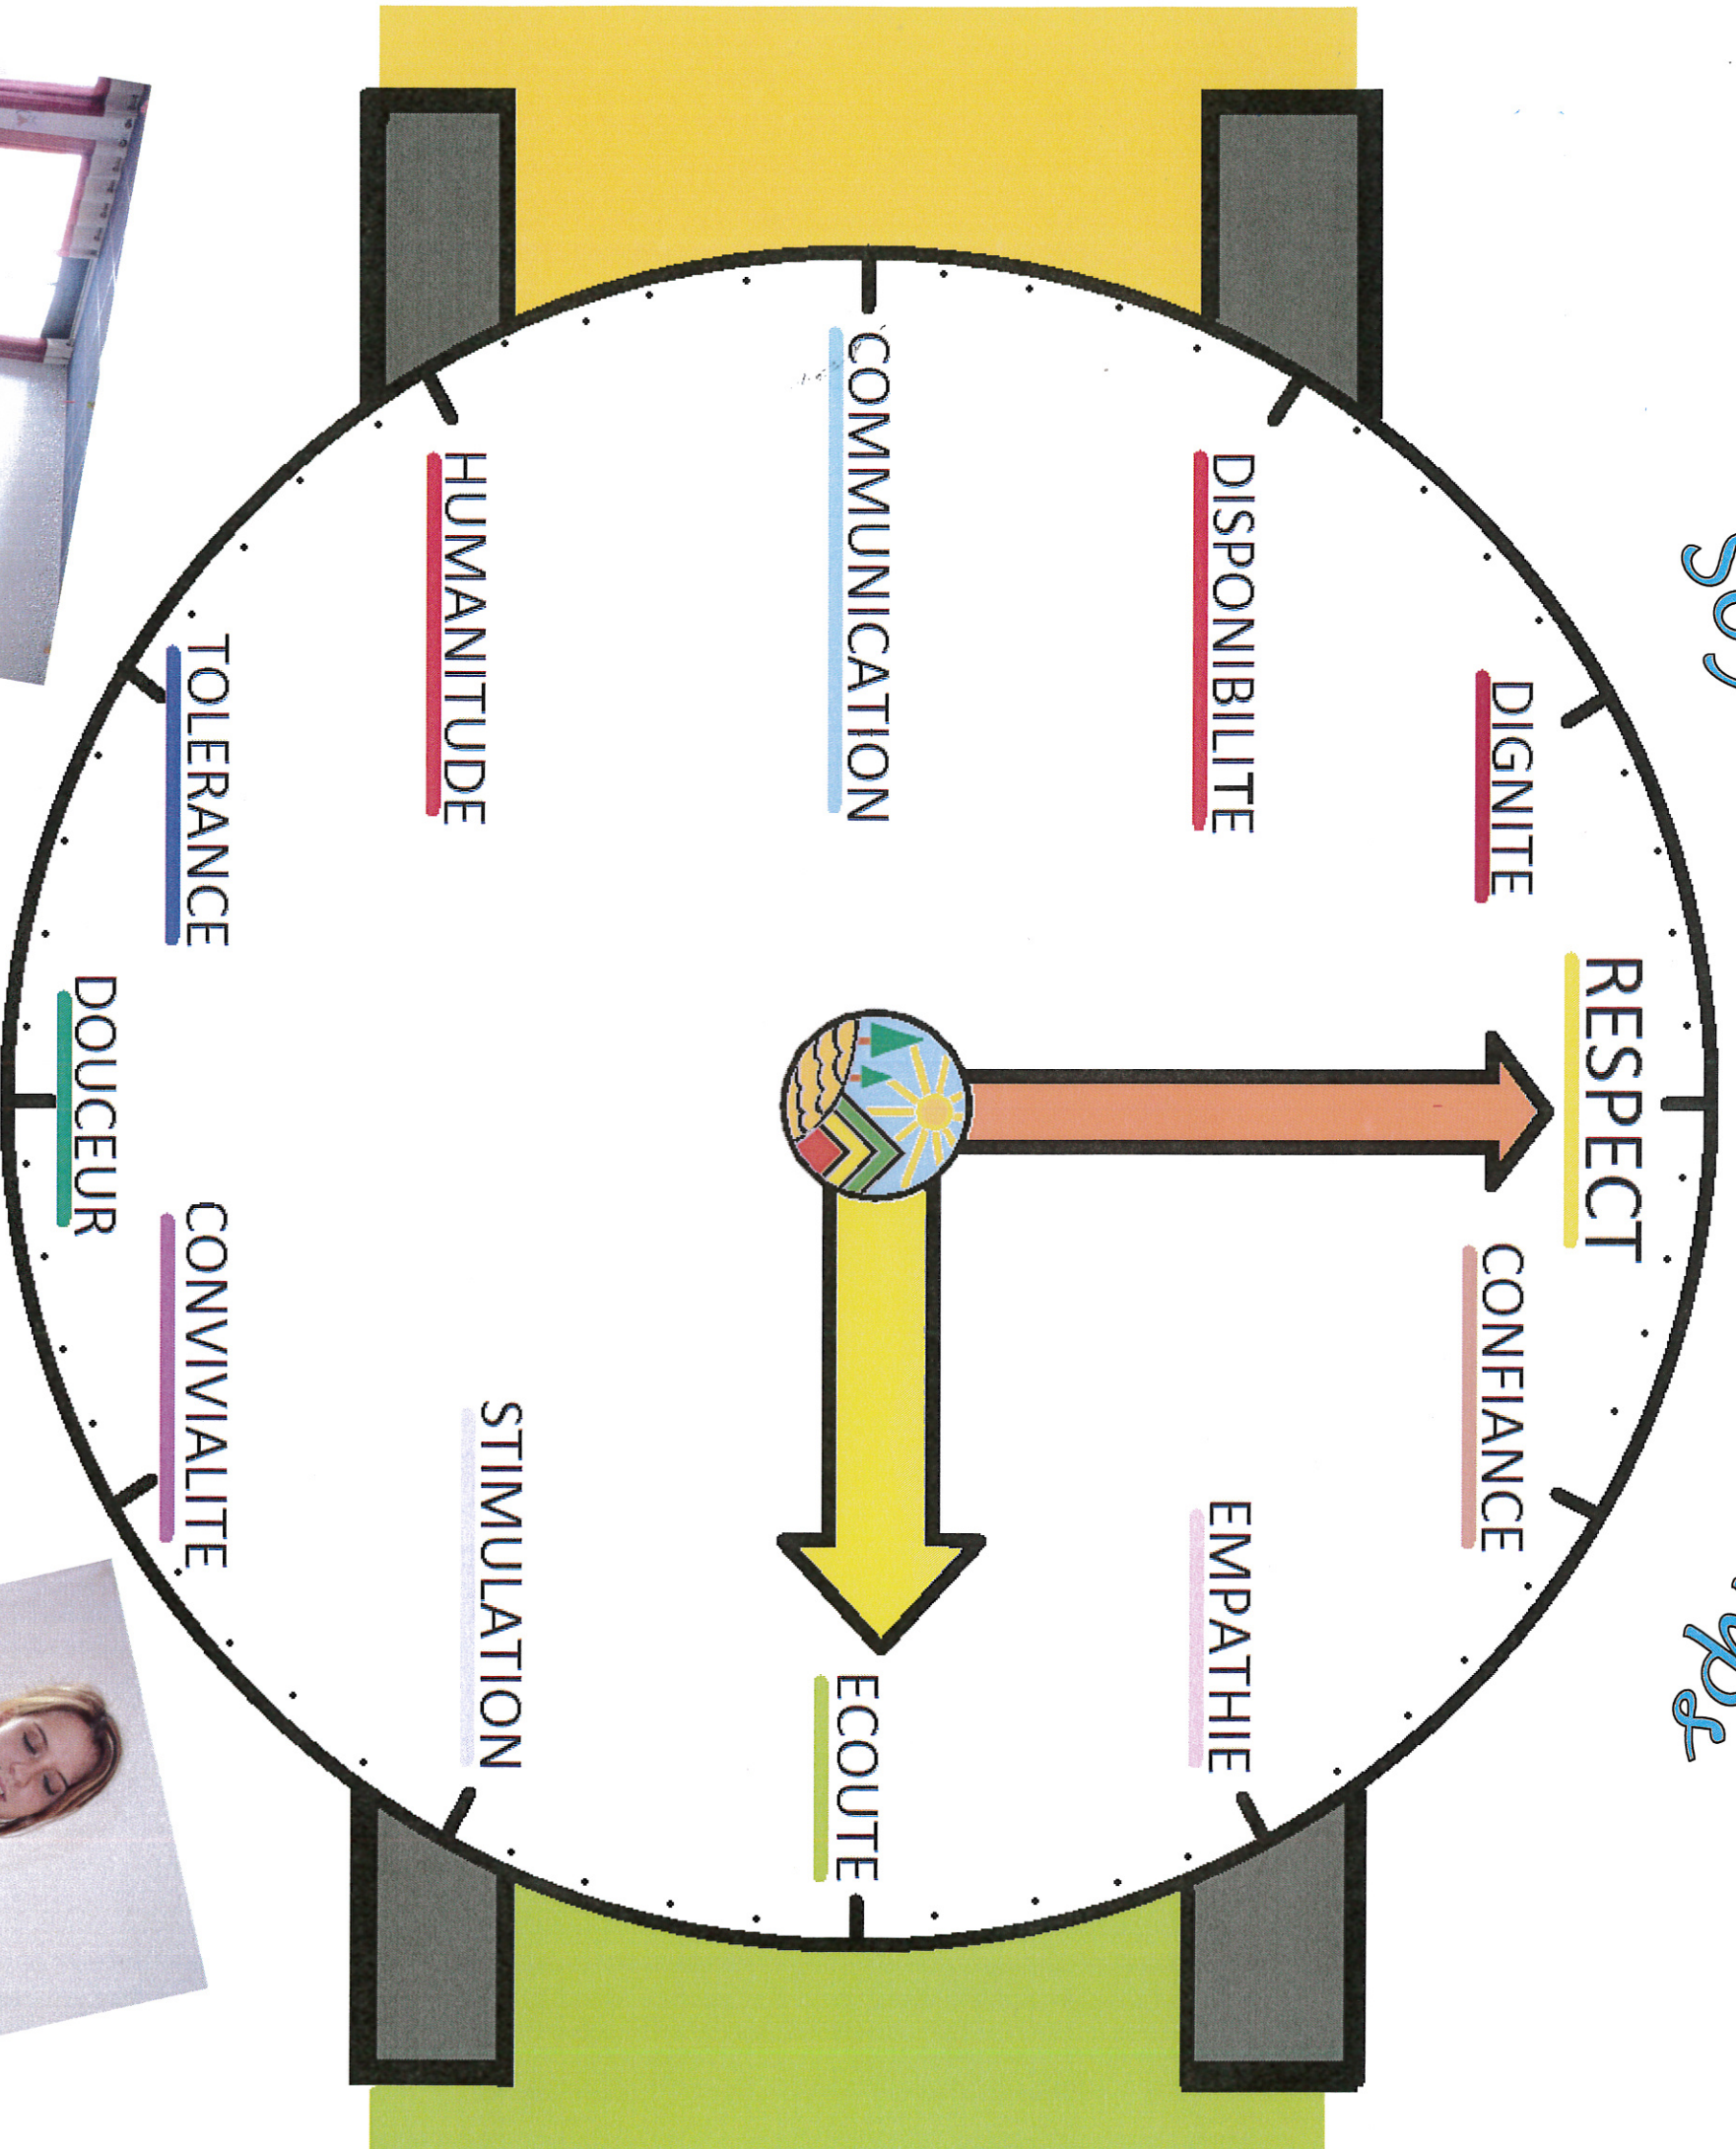 RESPECT
DIGNITE
CONFIANCE
DISPONIBILITE
EMPATHIE
COMMUNICATION
ECOUTE
HUMANITUDE
STIMULATION
TOLERANCE
CONVIVIALITE
DOUCEUR